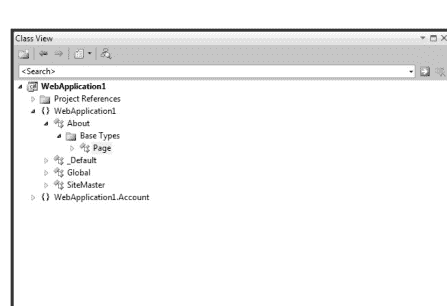 Class View
<Search>
WebApplication1
Project References
{} WebApplication1
About
Base Types
Page
_Default
Global
SiteMaster
{} WebApplication1.Account